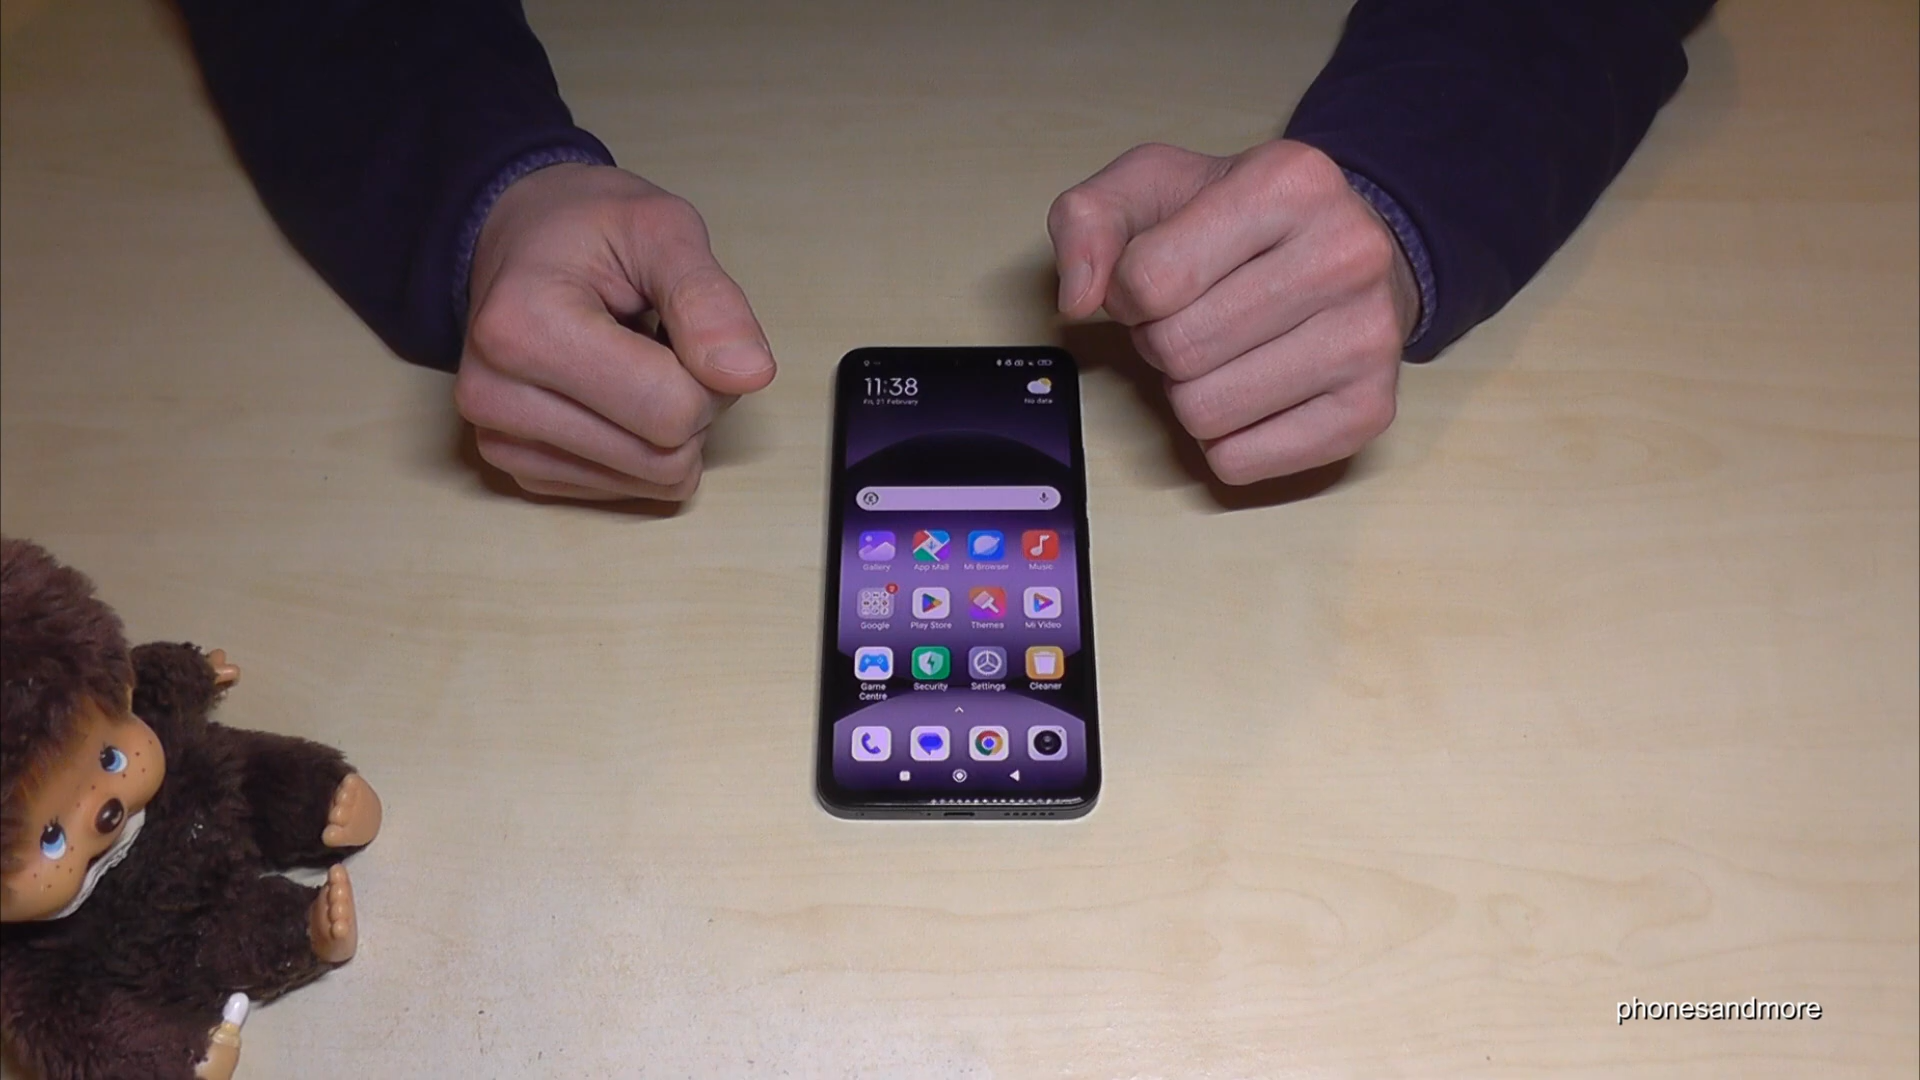 11:38
Fri, 21 February
No data
Gallery
App Mall
Mi Browser
Music
Google
Play Store
Themes
Mi Video
Game
Centre
Security
Settings
Cleaner
phonesandmore